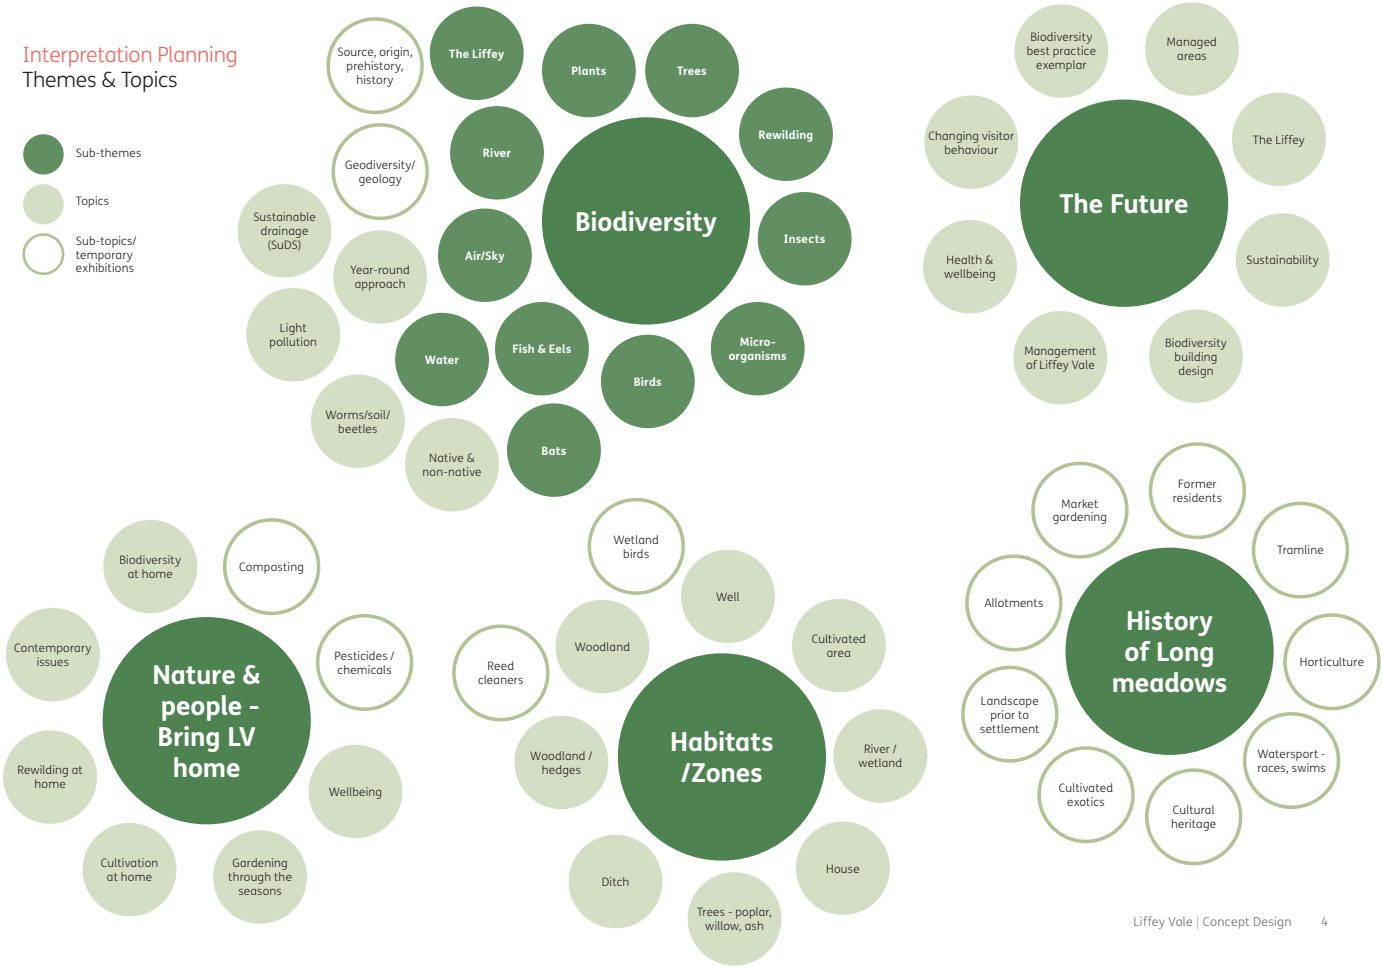 Interpretation Planning
Themes & Topics
Sub-themes
Topics
Sub-topics/
temporary
exhibitions
Source, origin,
prehistory,
history
The Liffey
Plants
Trees
Geodiversity/
geology
River
Rewilding
Sustainable
drainage
(SuDS)
Year-round
approach
Air/Sky
Biodiversity
Insects
Light
pollution
Water
Fish & Eels
Birds
Micro-
organisms
Worms/soil/
beetles
Native &
non-native
Bats
Biodiversity
best practice
exemplar
Managed
areas
Changing visitor
behaviour
The Liffey
The Future
Health &
wellbeing
Sustainability
Management
of Liffey Vale
Biodiversity
building
design
Biodiversity
at home
Composting
Contemporary
issues
Pesticides /
chemicals
Nature &
people -
Bring LV
home
Rewilding at
home
Wellbeing
Cultivation
at home
Gardening
through the
seasons
Wetland
birds
Well
Woodland
Cultivated
area
Reed
cleaners
Woodland /
hedges
Habitats
/Zones
River /
wetland
Ditch
House
Trees - poplar,
willow, ash
Market
gardening
Former
residents
Tramline
Allotments
History
of Long
meadows
Horticulture
Landscape
prior to
settlement
Watersport -
races, swims
Cultivated
exotics
Cultural
heritage
Liffey Vale | Concept Design 4